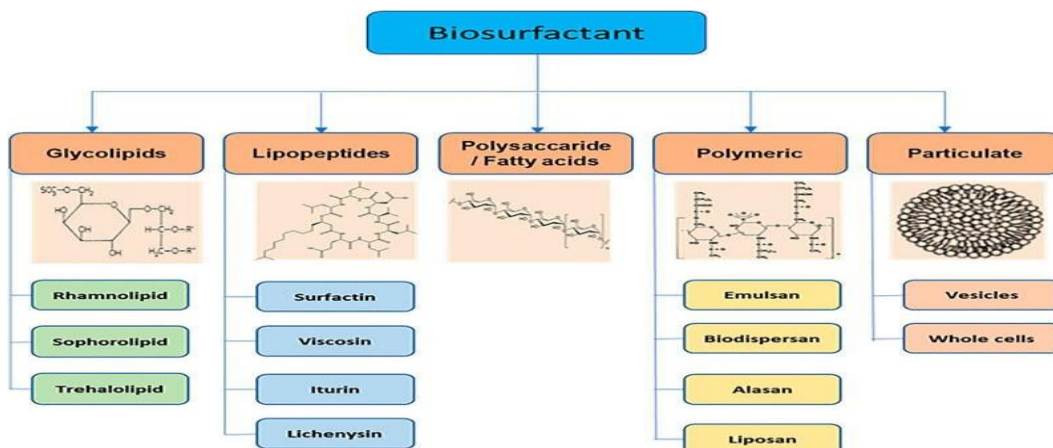 Biosurfactant
Glycolipids
Lipopeptides
Polysaccaride
/ Fatty acids
Polymeric
Particulate
Rhamnolipid
Sophorolipid
Trehalolipid
Surfactin
Viscosin
Iturin
Lichenysin
Emulsan
Biodispersan
Alasan
Liposan
Vesicles
Whole cells